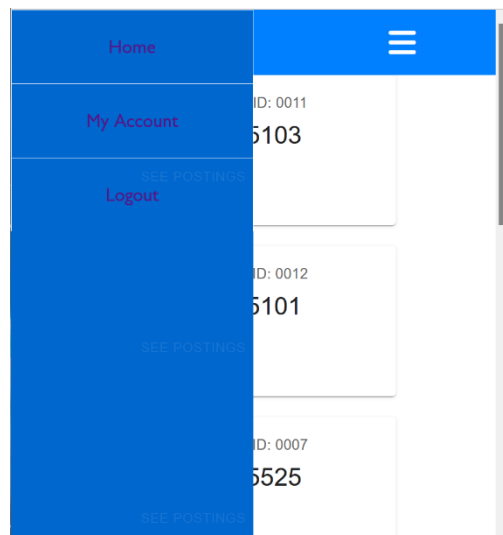 Home
My Account
ID: 0011
5103
SEE POSTINGS
Logout
ID: 0012
5101
SEE POSTINGS
ID: 0007
5525
SEE POSTINGS